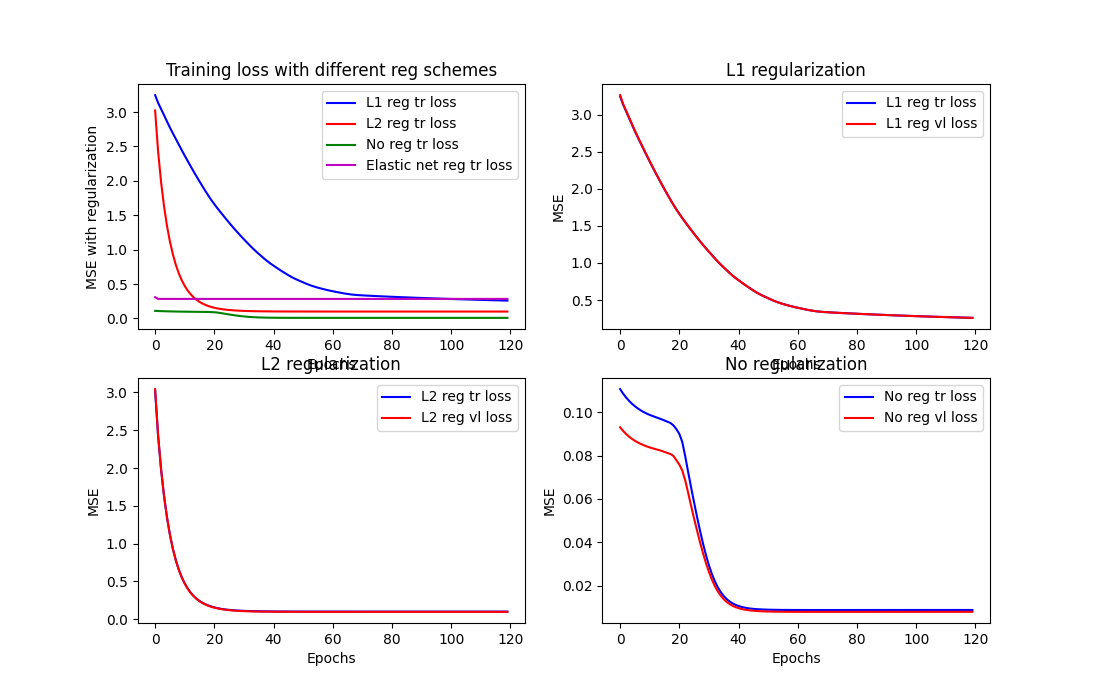 Training loss with different reg schemes
MSE with regularization
3.0
2.5
2.0
1.5
1.0
0.5
0.0
L1 reg tr loss
L2 reg tr loss
No reg tr loss
Elastic net reg tr loss
0 20 40 60 80 100 120
Epochs
L1 regularization
MSE
3.0
2.5
2.0
1.5
1.0
0.5
L1 reg tr loss
L1 reg vl loss
0 20 40 60 80 100 120
Epochs
L2 regularization
MSE
3.0
2.5
2.0
1.5
1.0
0.5
0.0
L2 reg tr loss
L2 reg vl loss
0 20 40 60 80 100 120
Epochs
No regularization
MSE
0.10
0.08
0.06
0.04
0.02
No reg tr loss
No reg vl loss
0 20 40 60 80 100 120
Epochs